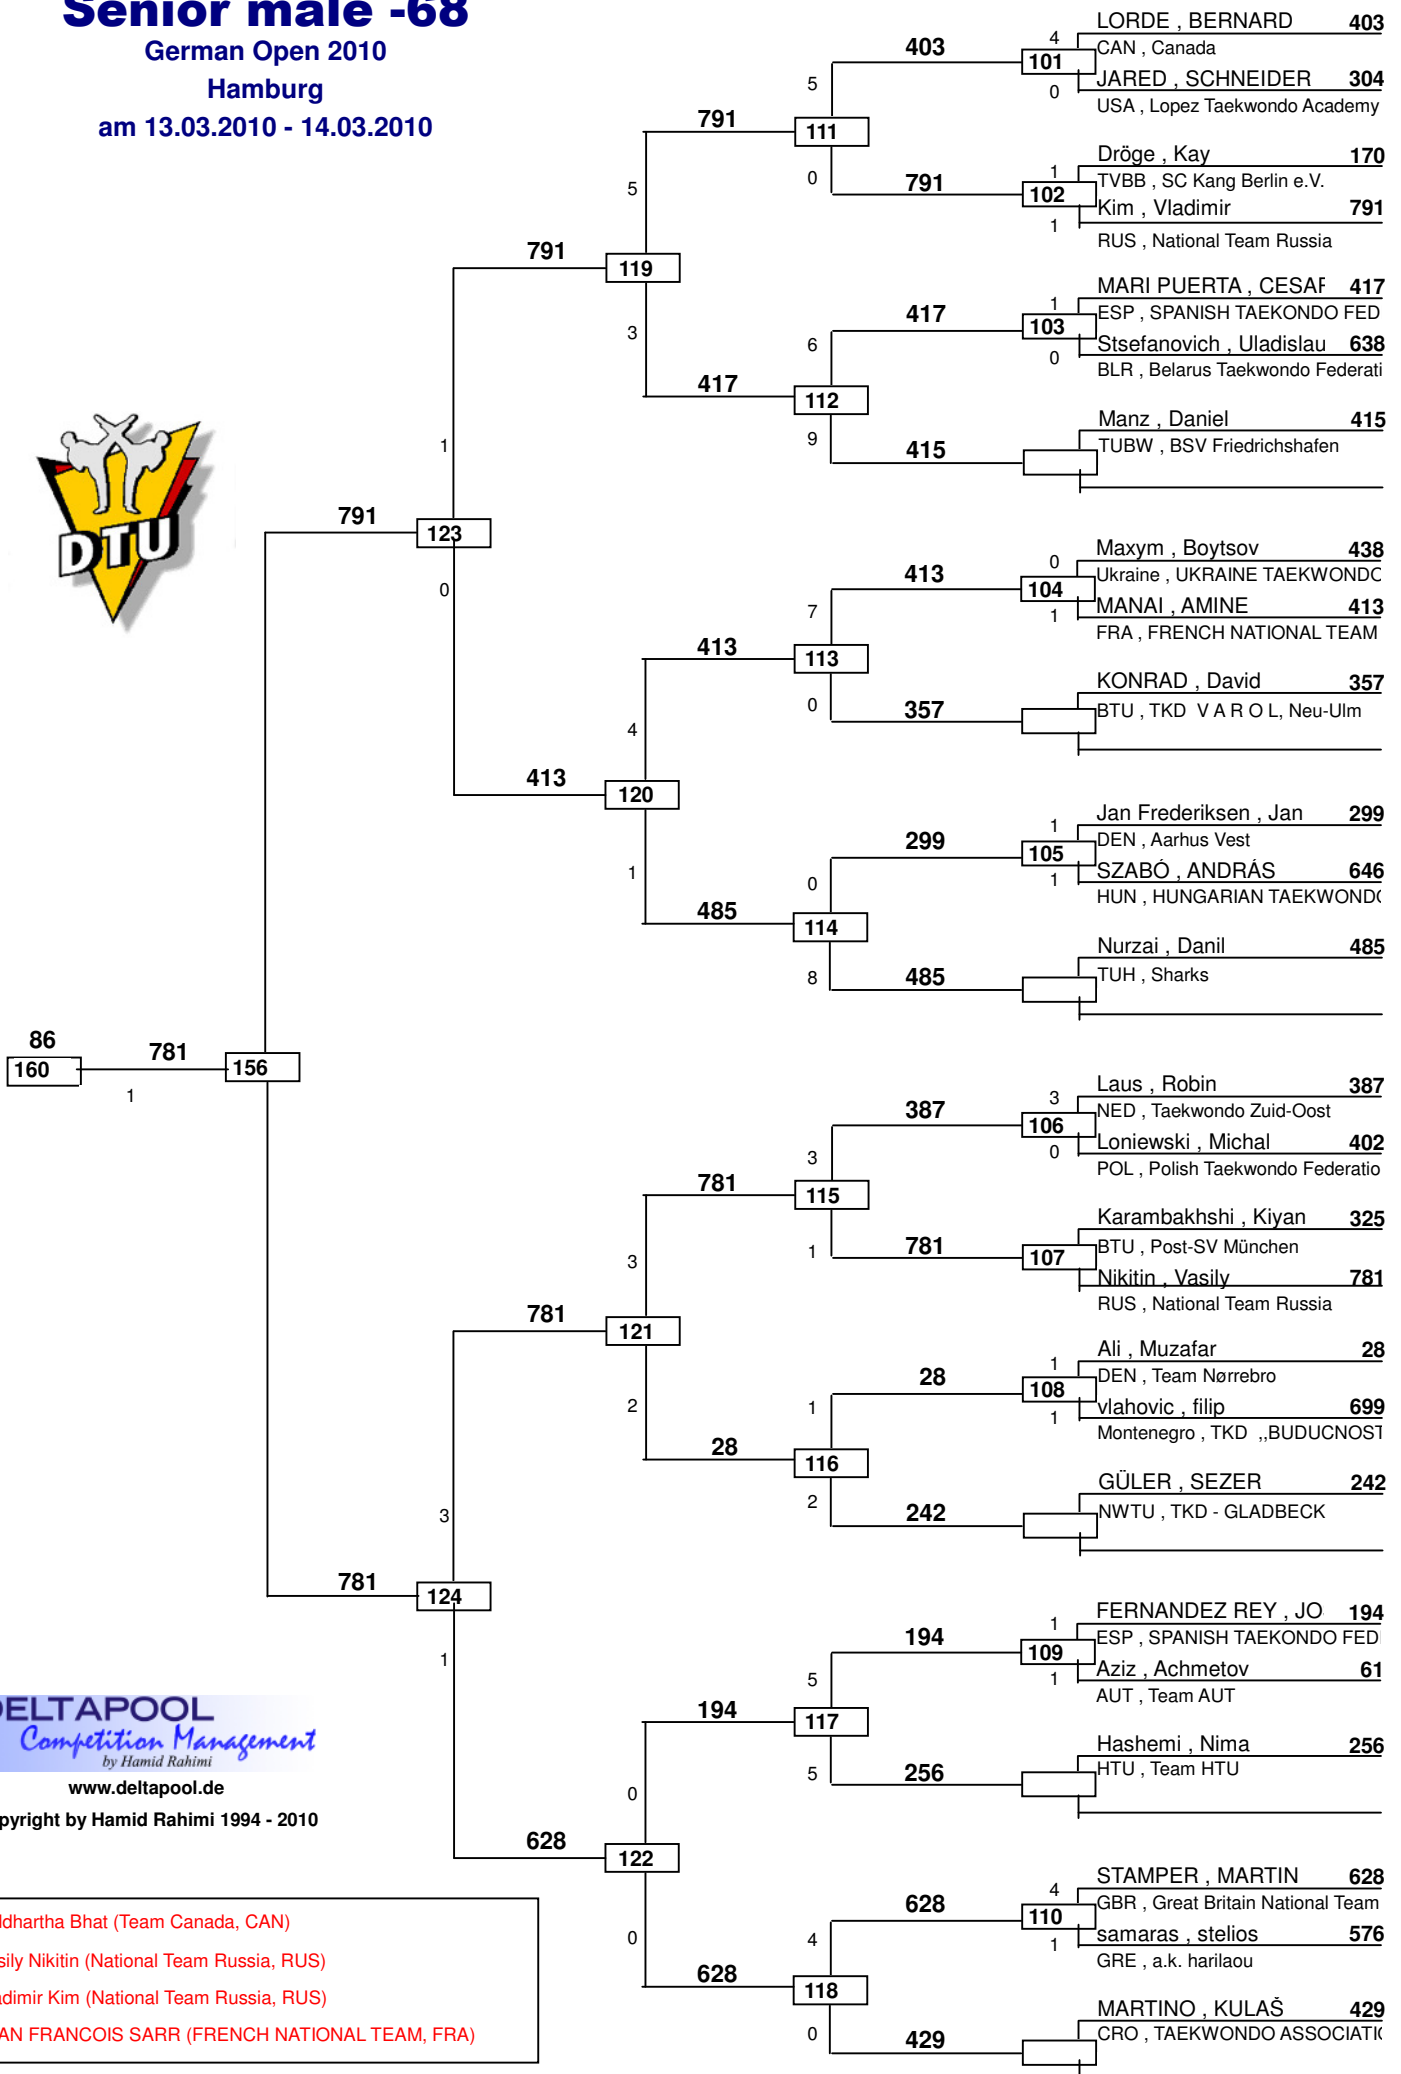 Senior male -68
German Open 2010
Hamburg
am 13.03.2010 - 14.03.2010
DTU
LORDE , BERNARD 403
CAN , Canada
4
101
0
JARED , SCHNEIDER 304
USA , Lopez Taekwondo Academy
403
5
111
0
791
Dröge , Kay 170
TVBB , SC Kang Berlin e.V.
1
102
1
Kim , Vladimir 791
RUS , National Team Russia
791
5
119
3
791
MARI PUERTA , CESAR 417
ESP , SPANISH TAEKONDO FED
1
103
0
Stsefanovich , Uladislau 638
BLR , Belarus Taekwondo Federati
417
6
112
9
417
Manz , Daniel 415
TUBW , BSV Friedrichshafen
415
1
123
0
791
Maxym , Boytsov 438
Ukraine , UKRAINE TAEKWONDO
0
104
1
MANAI , AMINE 413
FRA , FRENCH NATIONAL TEAM
413
7
113
0
413
KONRAD , David 357
BTU , TKD V A R O L, Neu-Ulm
357
4
120
1
413
Jan Frederiksen , Jan 299
DEN , Aarhus Vest
1
105
1
SZABÓ , ANDRÁS 646
HUN , HUNGARIAN TAEKWONDO
299
0
114
8
485
Nurzai , Danil 485
TUH , Sharks
485
86
160
781
1
156
Laus , Robin 387
NED , Taekwondo Zuid-Oost
3
106
0
Loniewski , Michal 402
POL , Polish Taekwondo Federatio
387
3
115
1
781
Karambakhshi , Kiyan 325
BTU , Post-SV München
107
Nikitin , Vasily 781
RUS , National Team Russia
781
3
121
2
781
Ali , Muzafar 28
DEN , Team Nørrebro
1
108
1
vlahovic , filip 699
Montenegro , TKD ,,BUDUCNOST
28
1
116
2
28
GÜLER , SEZER 242
NWTU , TKD - GLADBECK
242
3
124
1
781
FERNANDEZ REY , JO 194
ESP , SPANISH TAEKONDO FED
1
109
1
Aziz , Achmetov 61
AUT , Team AUT
194
5
117
5
194
Hashemi , Nima 256
HTU , Team HTU
256
0
122
0
628
STAMPER , MARTIN 628
GBR , Great Britain National Team
4
110
1
samaras , stelios 576
GRE , a.k. harilaou
628
4
118
0
628
MARTINO , KULAŠ 429
CRO , TAEKWONDO ASSOCIATIO
429
DELTAPOOL
Competition Management
by Hamid Rahimi
www.deltapool.de
pyright by Hamid Rahimi 1994 - 2010
ldhartha Bhat (Team Canada, CAN)
sily Nikitin (National Team Russia, RUS)
adimir Kim (National Team Russia, RUS)
AN FRANCOIS SARR (FRENCH NATIONAL TEAM, FRA)